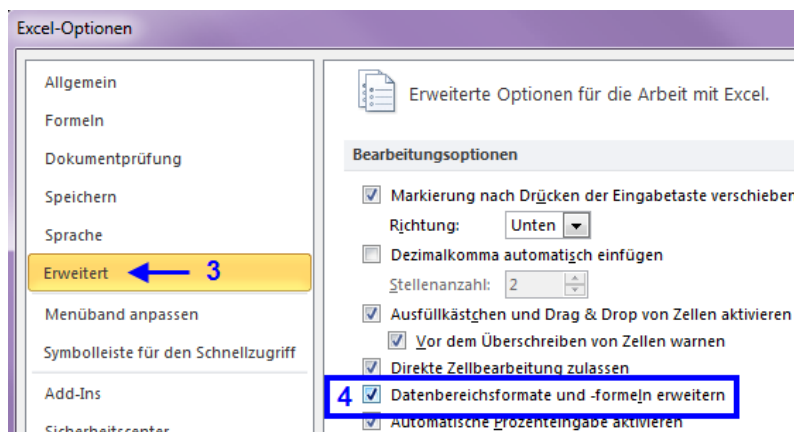 Excel-Optionen
Allgemein
Formeln
Dokumentprüfung
Speichern
Sprache
Erweitert 3
Menüband anpassen
Symbolleiste für den Schnellzugriff
Add-Ins
Sicherheitscenter
Erweiterte Optionen für die Arbeit mit Excel.
Bearbeitungsoptionen
Markierung nach Drücken der Eingabetaste verschieben
Richtung: Unten
Dezimalkomma automatisch einfügen
Stellenanzahl: 2
Ausfüllkästchen und Drag & Drop von Zellen aktivieren
Vor dem Überschreiben von Zellen warnen
Direkte Zellbearbeitung zulassen
4 Datenbereichsformate und -formeln erweitern
Automatische Prozenteingabe aktivieren